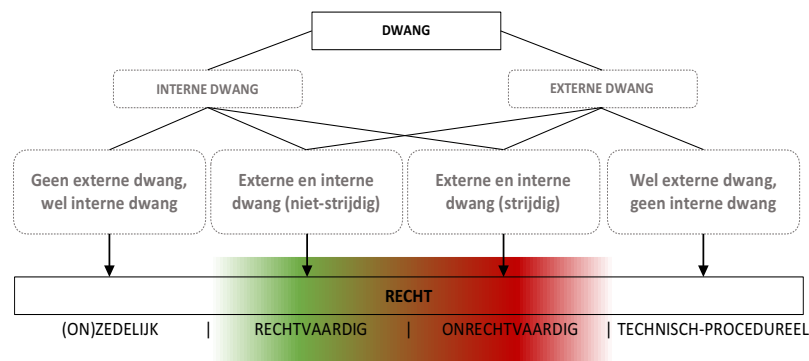 DWANG
INTERNE DWANG
EXTERNE DWANG
Geen externe dwang,
wel interne dwang
Externe en interne
dwang (niet-strijdig)
Externe en interne
dwang (strijdig)
Wel externe dwang,
geen interne dwang
RECHT
(ON)ZEDELIJK | RECHTVAARDIG | ONRECHTVAARDIG | TECHNISCH-PROCEDUREEL